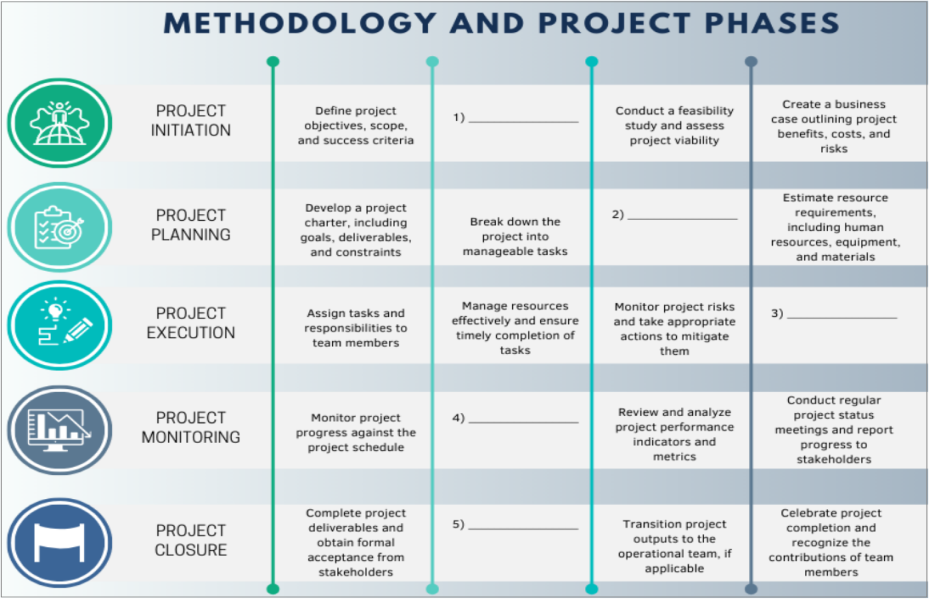 METHODOLOGY AND PROJECT PHASES
PROJECT
INITIATION
Define project
objectives, scope,
and success criteria
1) ________________
Conduct a feasibility
study and assess
project viability
Create a business
case outlining project
benefits, costs, and
risks
PROJECT
PLANNING
Develop a project
charter, including
goals, deliverables,
and constraints
Break down the
project into
manageable tasks
2) ________________
Estimate resource
requirements,
including human
resources, equipment,
and materials
PROJECT
EXECUTION
Assign tasks and
responsibilities to
team members
Manage resources
effectively and ensure
timely completion of
tasks
Monitor project risks
and take appropriate
actions to mitigate
them
3) ________________
PROJECT
MONITORING
Monitor project
progress against the
project schedule
4) ________________
Review and analyze
project performance
indicators and
metrics
Conduct regular
project status
meetings and report
progress to
stakeholders
PROJECT
CLOSURE
Complete project
deliverables and
obtain formal
acceptance from
stakeholders
5) ________________
Transition project
outputs to the
operational team, if
applicable
Celebrate project
completion and
recognize the
contributions of team
members